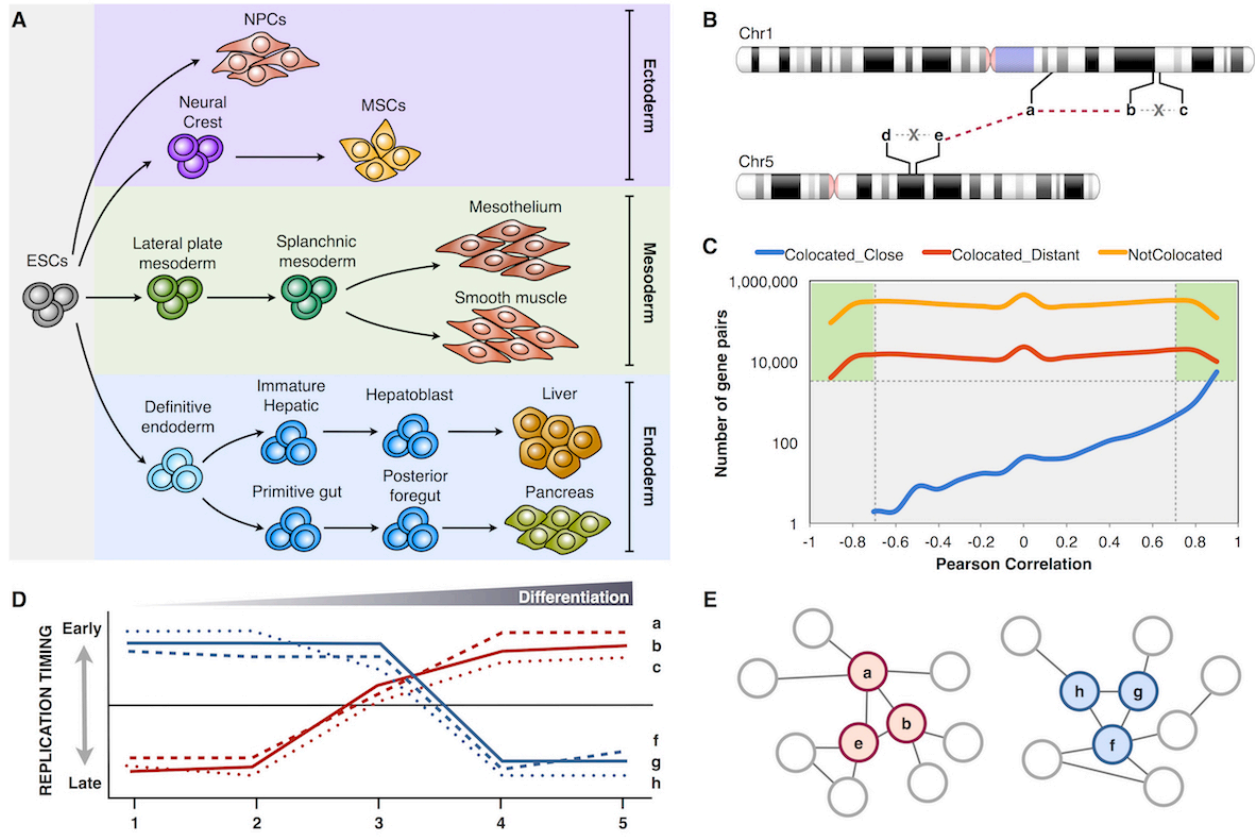 A
NPCs
Neural
Crest
MSCs
Ectoderm
ESCs
Lateral plate
mesoderm
Splanchnic
mesoderm
Mesothelium
Smooth muscle
Mesoderm
Definitive
endoderm
Immature
Hepatic
Hepatoblast
Liver
Primitive gut
Posterior
foregut
Pancreas
Endoderm
B
Chr1
a
b X c
d X e
Chr5
C
Colocated_Close Colocated_Distant NotColocated
Number of gene pairs
1,000,000
10,000
100
1
-1 -0.8 -0.6 -0.4 -0.2 0 0.2 0.4 0.6 0.8 1
Pearson Correlation
D
Differentiation
REPLICATION TIMING
Early
Late
a
b
c
f
g
h
1 2 3 4 5
E
a
b
e
h
g
f